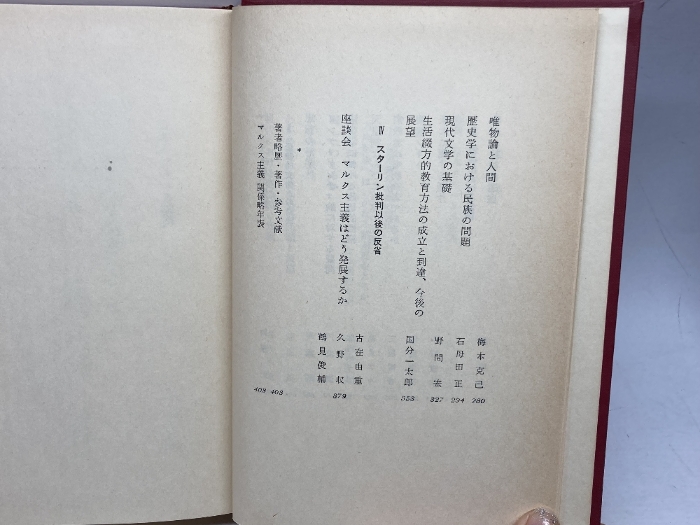 唯物論と人間　梅本克己 280
歴史学における民族の問題　石母田正 294
現代文学の基礎　野間宏 327
生活綴方的教育方法の成立と到達、今後の
展望　国分一太郎 353
Ⅳ　スターリン批判以後の反省
座談会　マルクス主義はどう発展するか　古在由重
久野収 379
鶴見俊輔
著者略歴・著作・参考文献 403
マルクス主義関係略年表 409